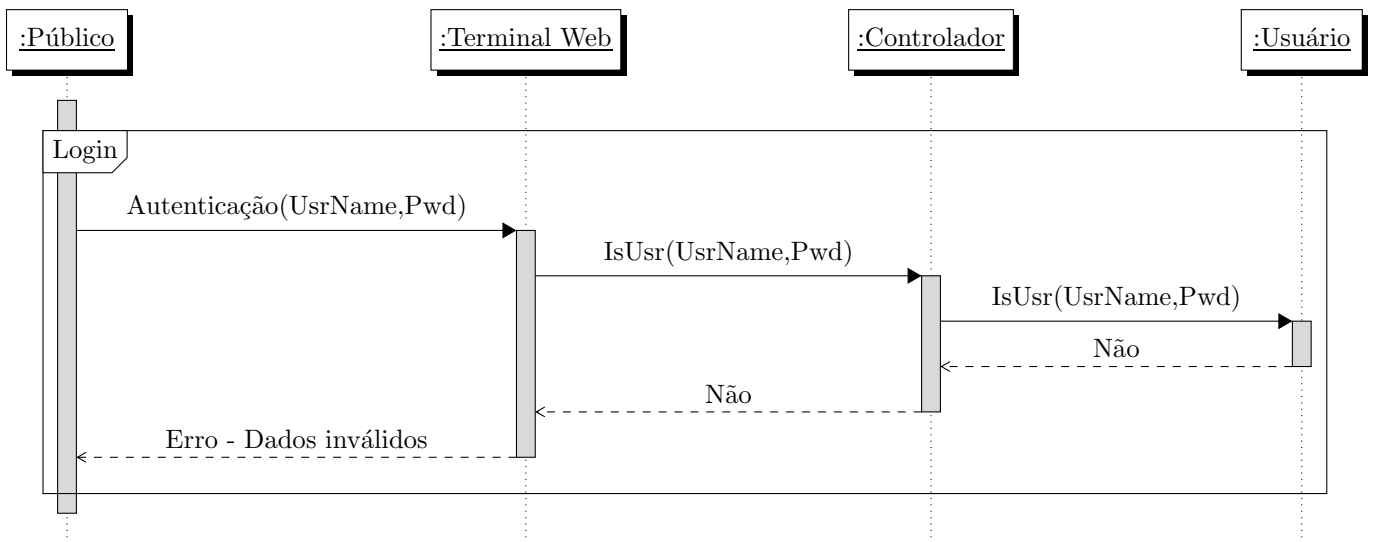 :Público
:Terminal Web
:Controlador
:Usuário
Login
Autenticação(UsrName,Pwd)
IsUsr(UsrName,Pwd)
IsUsr(UsrName,Pwd)
Não
Não
Erro - Dados inválidos